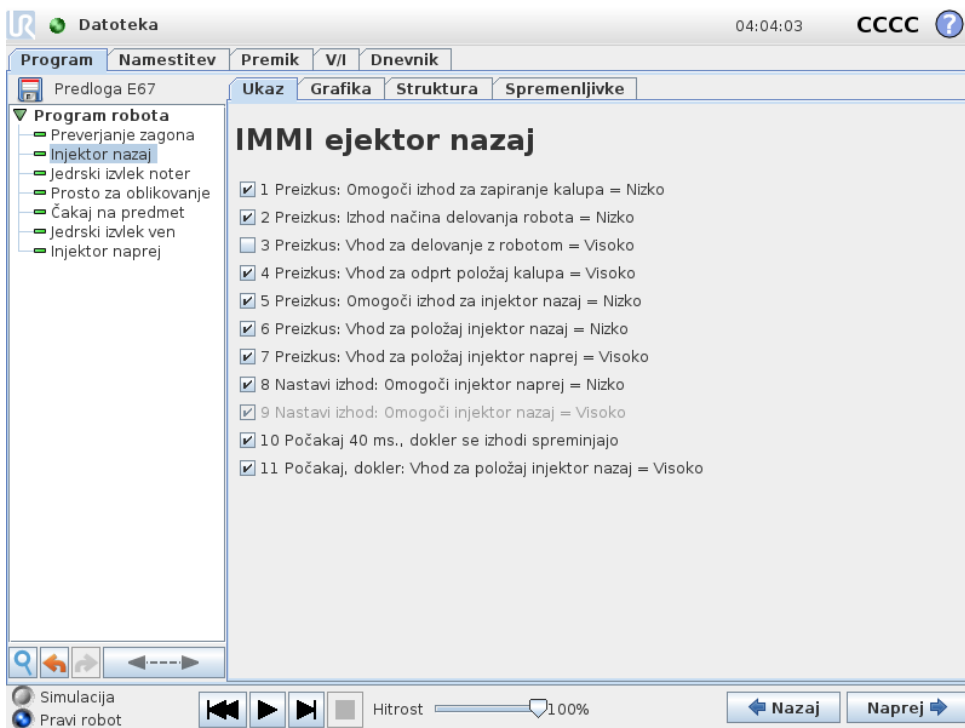 UR Datoteka 04:04:03 CCCC ?
Program Namestitev Premik V/I Dnevnik
Predloga E67
Ukaz Grafika Struktura Spremenljivke
Program robota
Preverjanje zagona
Injektor nazaj
Jedrski izvlek noter
Prosto za oblikovanje
Čakaj na predmet
Jedrski izvlek ven
Injektor naprej
IMMI ejektor nazaj
1 Preizkus: Omogoči izhod za zapiranje kalupa = Nizko
2 Preizkus: Izhod načina delovanja robota = Nizko
3 Preizkus: Vhod za delovanje z robotom = Visoko
4 Preizkus: Vhod za odprt položaj kalupa = Visoko
5 Preizkus: Omogoči izhod za injektor nazaj = Nizko
6 Preizkus: Vhod za položaj injektor nazaj = Nizko
7 Preizkus: Vhod za položaj injektor naprej = Visoko
8 Nastavi izhod: Omogoči injektor naprej = Nizko
9 Nastavi izhod: Omogoči injektor nazaj = Visoko
10 Počakaj 40 ms., dokler se izhodi spreminjajo
11 Počakaj, dokler: Vhod za položaj injektor nazaj = Visoko
Simulacija
Pravi robot
Hitrost 100%
Nazaj Naprej